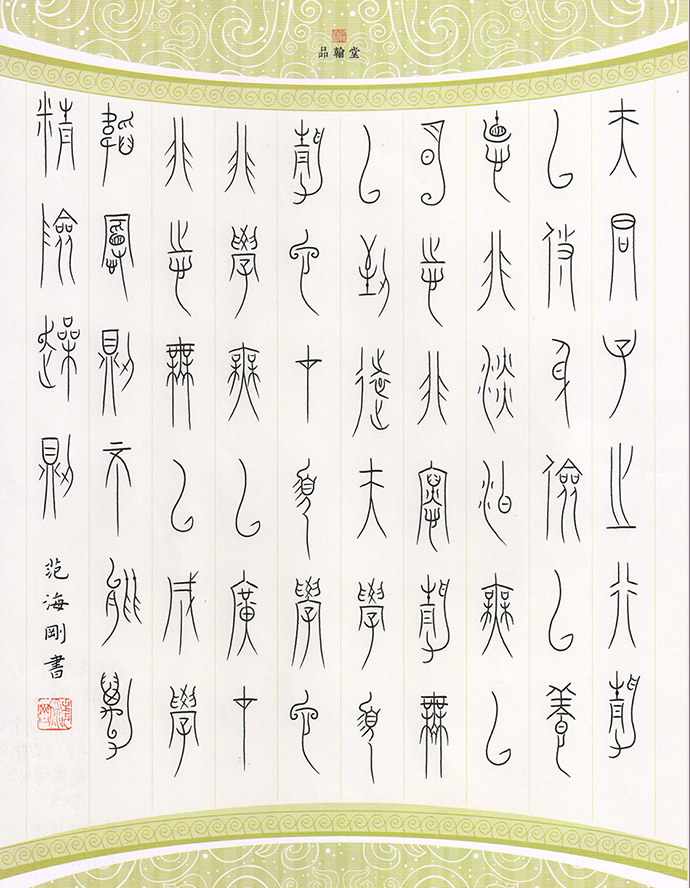 品翰堂
夫君子之行靜
以修身儉以養
德非淡泊無以
明志非寧靜無
以致遠夫學須
靜也才須學也
非學無以廣才
非志無以成學
韜慢則不能勵
精險躁則
范海剛書